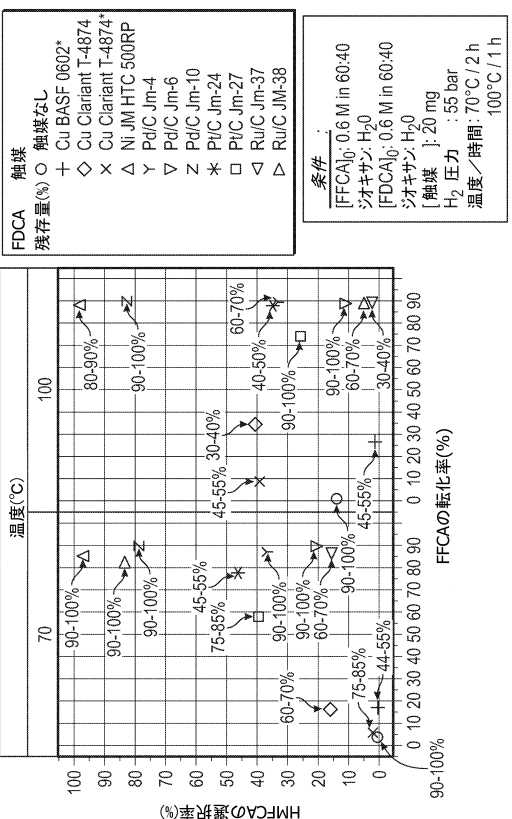 温度(℃)
70
100
HMFCAの選択率(%)
100
90
80
70
60
50
40
30
20
10
0
90-100%
90-100%
90-100%
45-55%
75-85%
90-100%
90-100%
60-70%
60-70%
75-85%
44-55%
90-100%
80-90%
90-100%
60-70%
40-50%
90-100%
30-40%
45-55%
90-100%
60-70%
30-40%
45-55%
90-100%
0 10 20 30 40 50 60 70 80 90
0 10 20 30 40 50 60 70 80 90
FFCAの転化率(%)
FDCA 触媒
残存量(%) ○ 触媒なし
+ Cu BASF 0602*
◇ Cu Clariant T-4874
× Cu Clariant T-4874*
△ Ni JM HTC 500RP
Y Pd/C Jm-4
▽ Pd/C Jm-6
Z Pd/C Jm-10
* Pt/C Jm-24
□ Pt/C Jm-27
◁ Ru/C Jm-37
▷ Ru/C JM-38
条件 :
[FFCA]₀: 0.6 M in 60:40
ジオキサン: H₂0
[FDCA]₀: 0.6 M in 60:40
ジオキサン: H₂0
[触媒 ]: 20 mg
H₂ 圧力 : 55 bar
温度/時間: 70°C / 2 h
100°C / 1 h